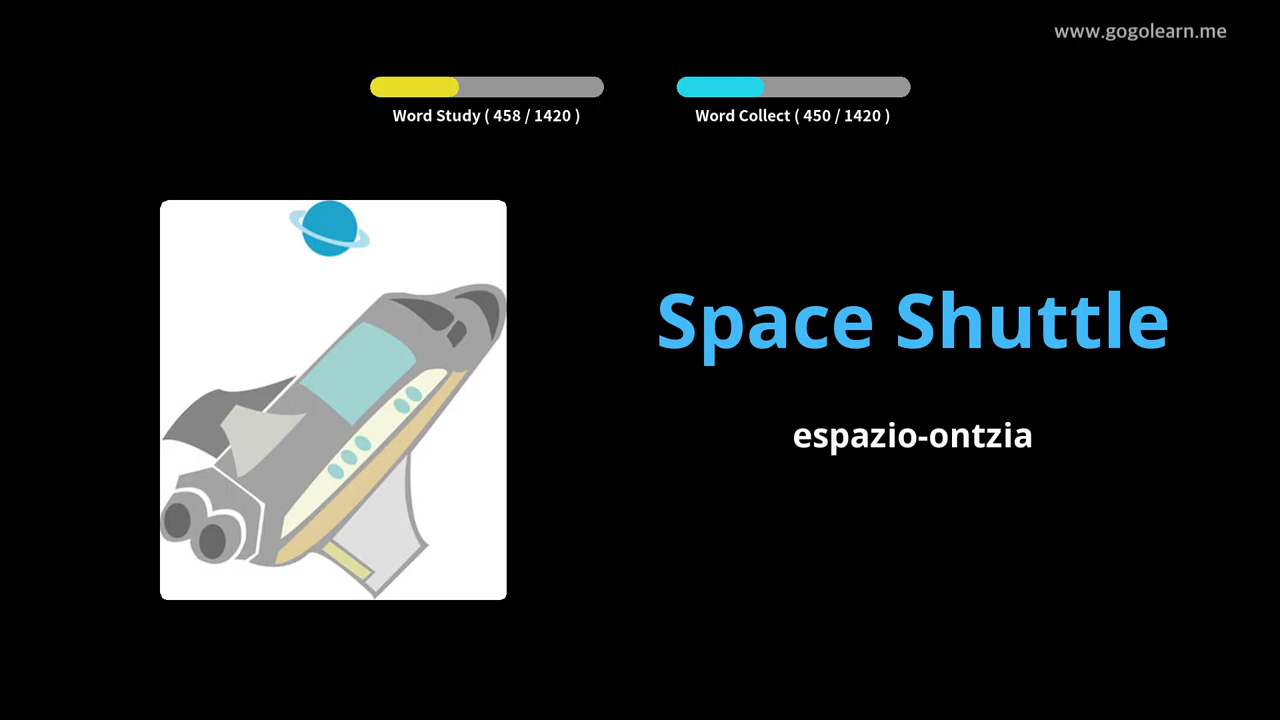 www.gogolearn.me
Word Study ( 458 / 1420 )
Word Collect ( 450 / 1420 )
Space Shuttle
espazio-ontzia